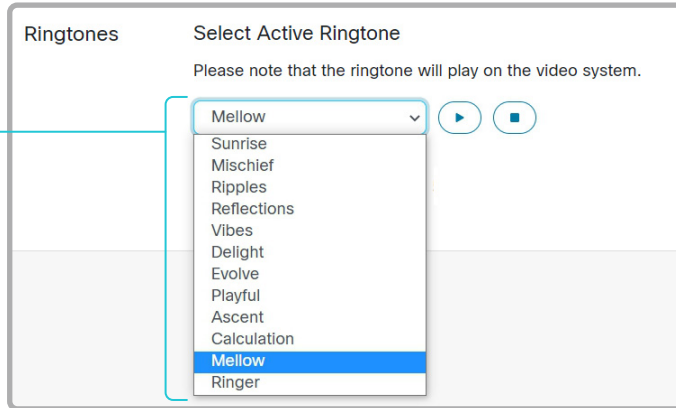 Ringtones
Select Active Ringtone
Please note that the ringtone will play on the video system.
Mellow
Sunrise
Mischief
Ripples
Reflections
Vibes
Delight
Evolve
Playful
Ascent
Calculation
Mellow
Ringer